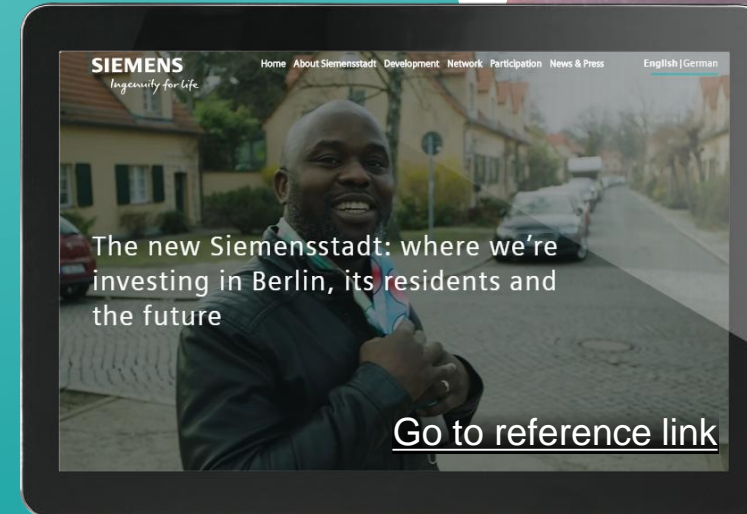 SIEMENS
Ingenuity for life
Home About Siemensstadt Development Network Participation News & Press
English | German
The new Siemensstadt: where we're
investing in Berlin, its residents and
the future
Go to reference link